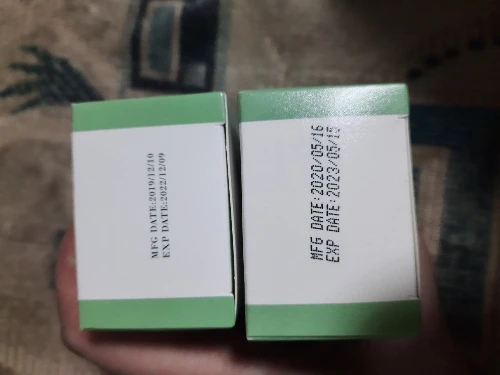 MFG DATE:2019/12/10
EXP DATE:2022/12/09
MFG DATE:2020/05/16
EXP DATE:2023/05/15